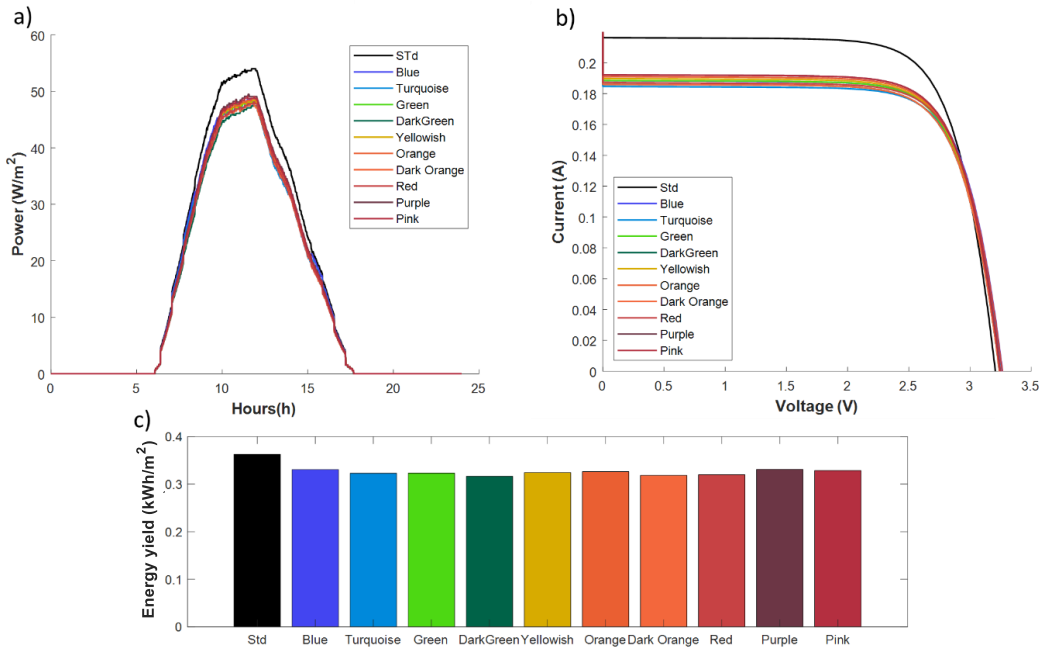 a)
60
50
40
30
20
10
0
0
5
10
15
20
25
Power (W/m²)
Hours(h)
STd
Blue
Turquoise
Green
DarkGreen
Yellowish
Orange
Dark Orange
Red
Purple
Pink
b)
0.2
0.18
0.16
0.14
0.12
0.1
0.08
0.06
0.04
0.02
0
0 0.5 1 1.5 2 2.5 3 3.5
Current (A)
Voltage (V)
Std
Blue
Turquoise
Green
DarkGreen
Yellowish
Orange
Dark Orange
Red
Purple
Pink
c)
0.4
0.3
0.2
0.1
0
Energy yield (kWh/m²)
Std Blue Turquoise Green DarkGreen Yellowish Orange Dark Orange Red Purple Pink